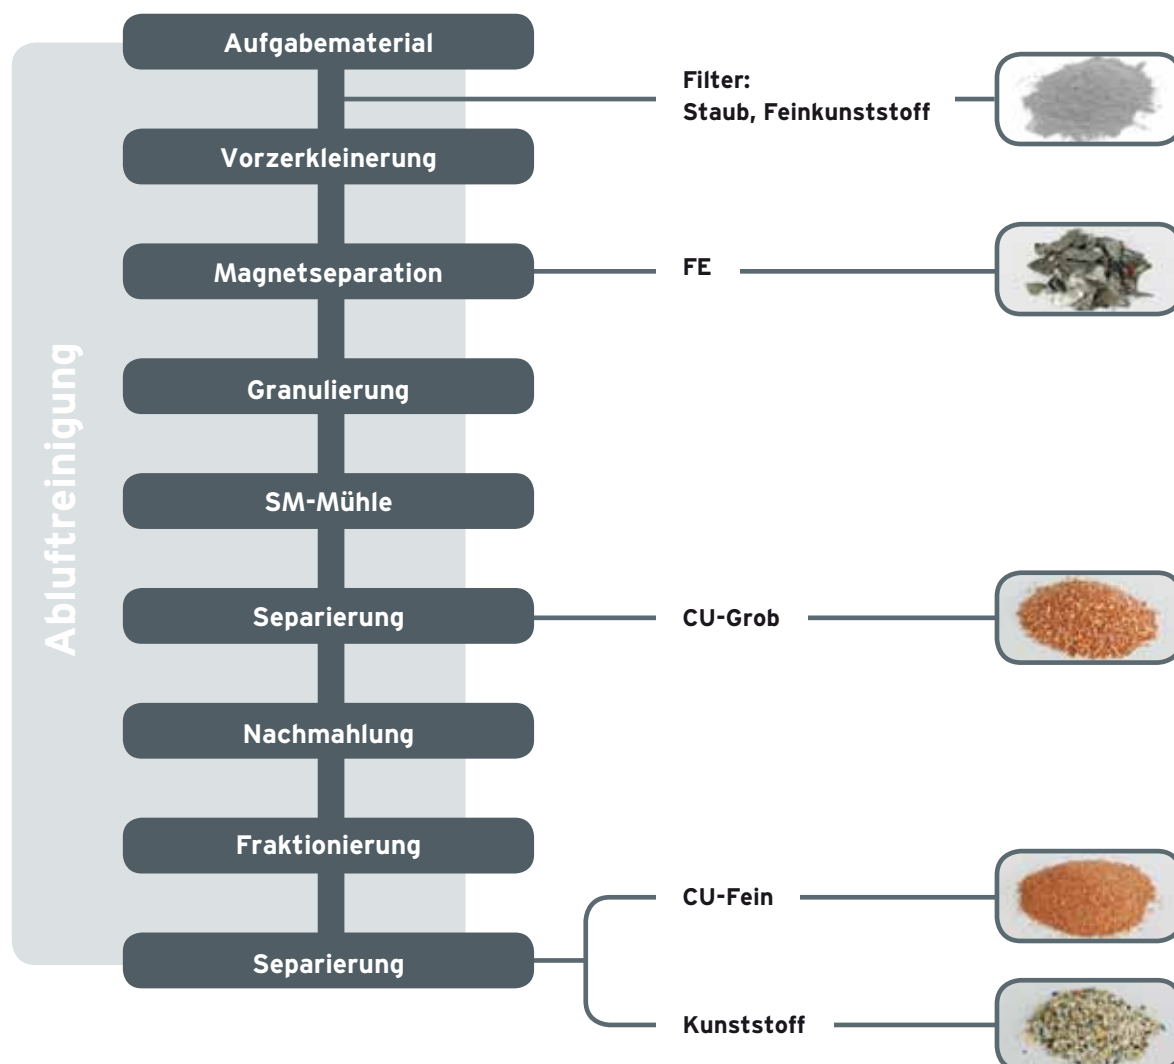 Abluftreinigung
Aufgabematerial
Filter:
Staub, Feinkunststoff
Vorzerkleinerung
Magnetseparation
FE
Granulierung
SM-Mühle
Separierung
CU-Grob
Nachmahlung
Fraktionierung
Separierung
CU-Fein
Kunststoff